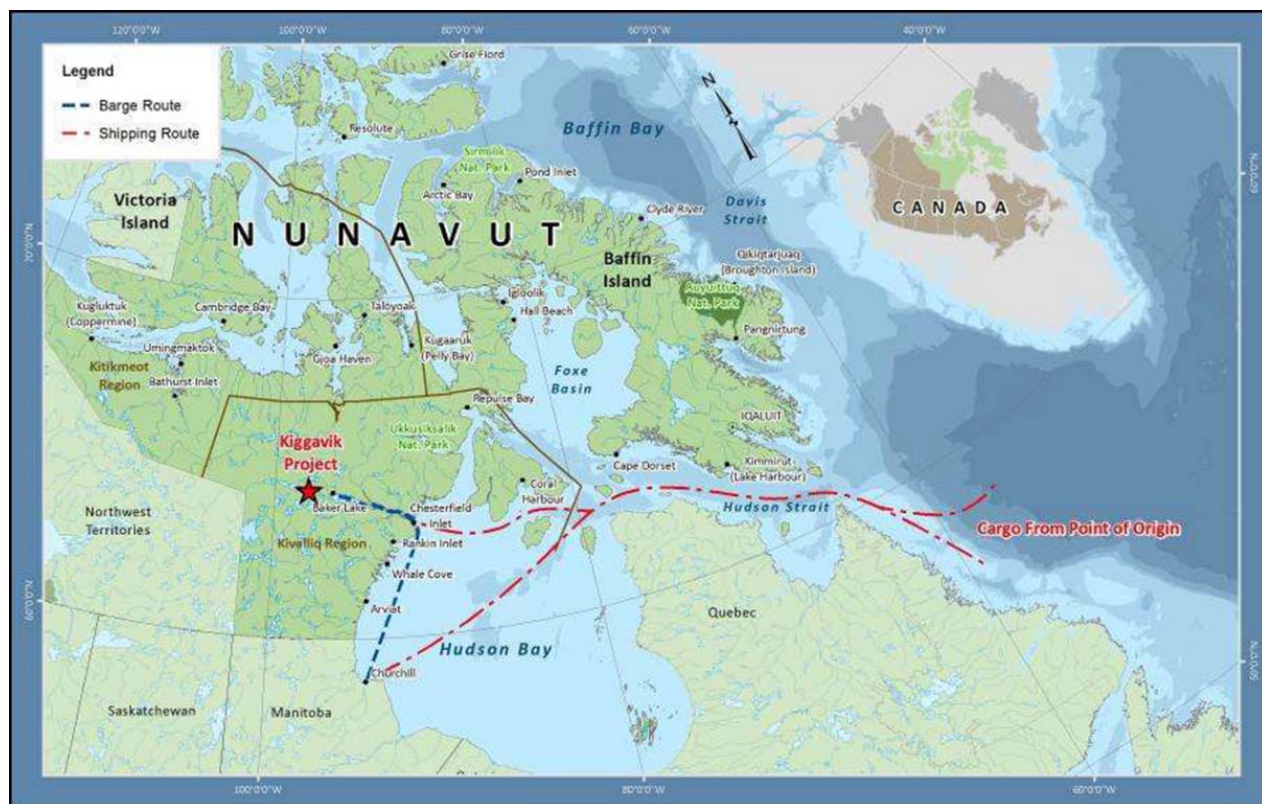 120°0'0"W
100°0'0"W
80°0'0"W
60°0'0"W
40°0'0"W
Legend
Barge Route
Shipping Route
Grise Fiord
N
Resolute
Baffin Bay
Sirmilik
Nat. Park
Pond Inlet
Arctic Bay
Victoria
Island
Davis
Strait
Clyde River
CANADA
NUNAVUT
Baffin
Island
Qikiqtarjuaq
(Broughton Island)
Auyuittuq
Nat. Park
Pangnirtung
Igloolik
Hall Beach
Kugluktuk
(Coppermine)
Cambridge Bay
Taloyoak
Umingmaktok
Gjoa Haven
Kugaaruk
(Pelly Bay)
Kitikmeot
Region
Bathurst Inlet
Foxe
Basin
Repulse Bay
Ukkusiksalik
Nat. Park
IQALUIT
Kiggavik
Project
Cape Dorset
Kimmirut
(Lake Harbour)
Coral
Harbour
Baker Lake
Chesterfield
Inlet
Hudson Strait
Northwest
Territories
Cargo From Point of Origin
Kivalliq Region
Rankin Inlet
Whale Cove
Arviat
Quebec
Hudson Bay
Churchill
Saskatchewan
Manitoba
100°0'0"W
80°0'0"W
60°0'0"W